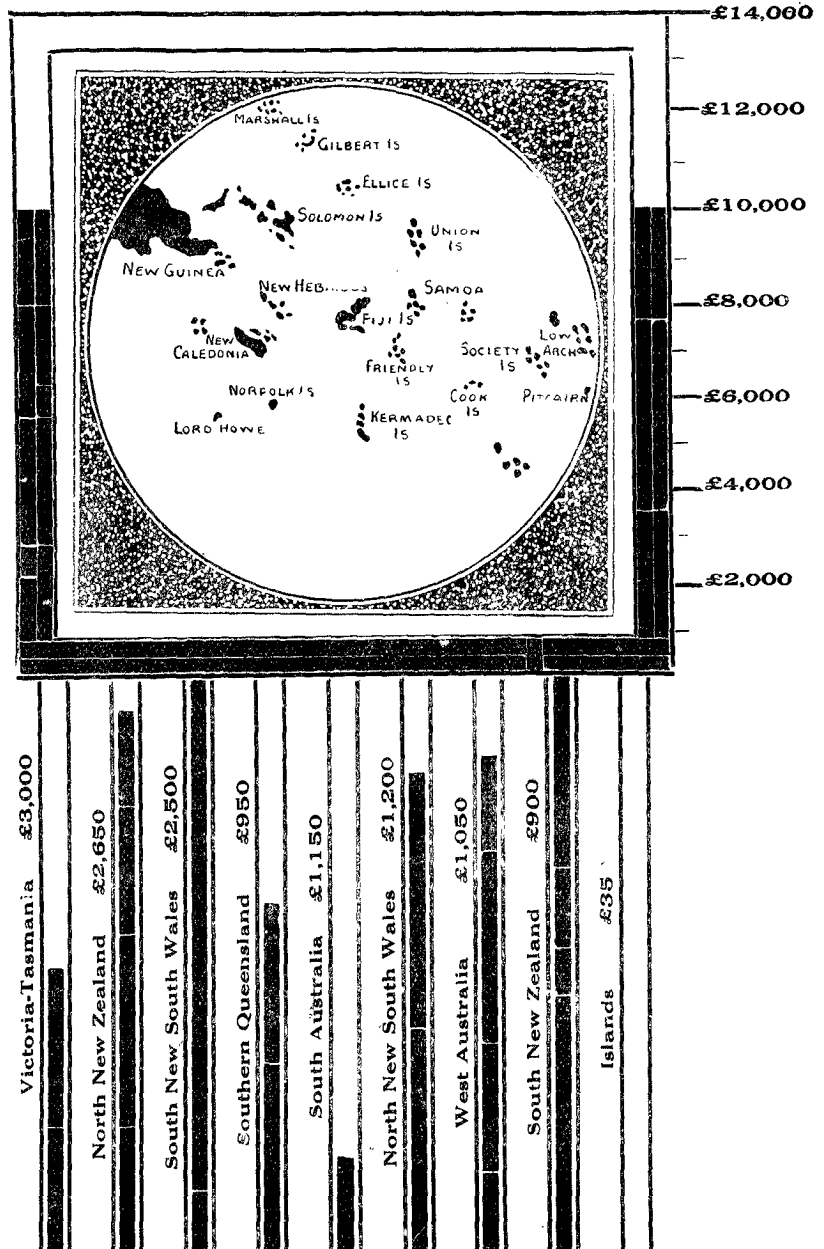 £14,000
£12,000
£10,000
£8,000
£6,000
£4,000
£2,000
MARSHALL IS
GILBERT IS
ELLICE IS
SOLOMON IS
UNION
IS
NEW GUINEA
SAMOA
FIJI IS
NEW
CALEDONIA
FRIENDLY
IS
SOCIETY
IS
LOW
ARCH
NORFOLK IS
COOK
IS
PITCAIRN
LORD HOWE
KERMADEC
IS
Victoria-Tasmania £3,000
North New Zealand £2,650
South New South Wales £2,500
Southern Queensland £950
South Australia £1,150
North New South Wales £1,200
West Australia £1,050
South New Zealand £900
Islands £35